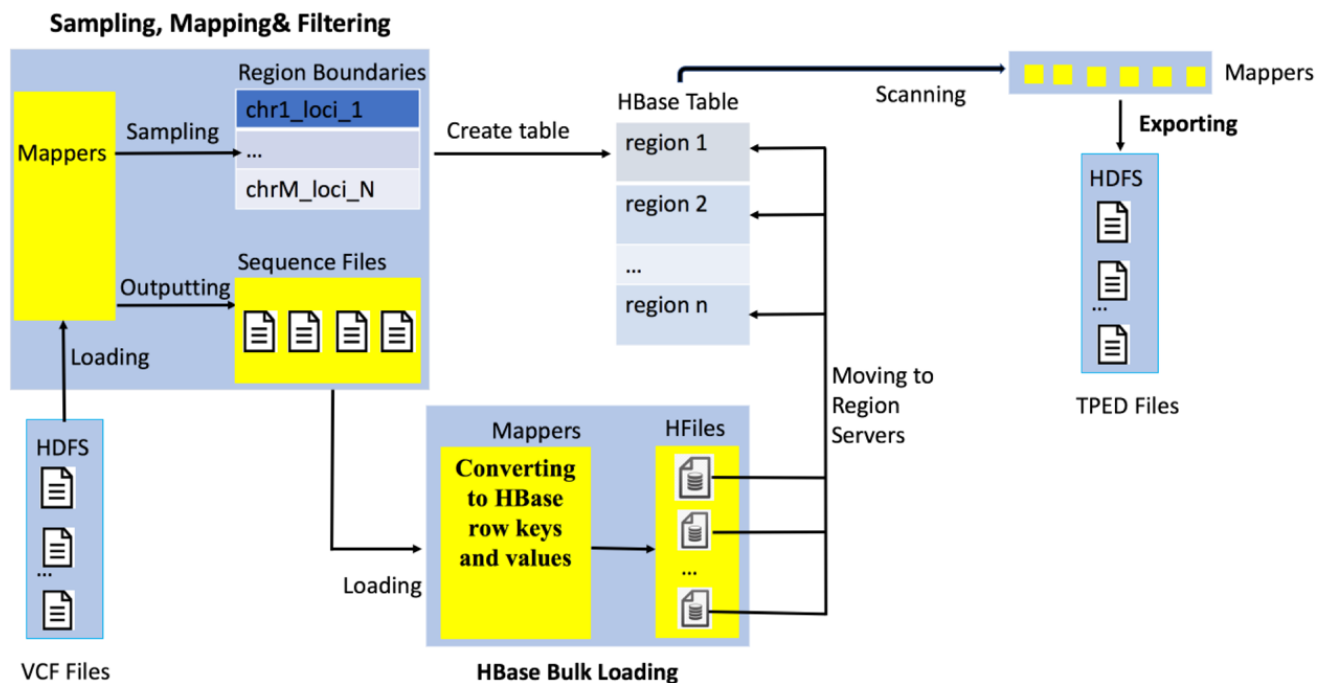 Sampling, Mapping& Filtering
Region Boundaries
chr1_loci_1
Mappers
Sampling
...
chrM_loci_N
Create table
Sequence Files
Outputting
Loading
HDFS
...
VCF Files
HBase Table
region 1
region 2
...
region n
Scanning
Mappers
Exporting
HDFS
...
TPED Files
Moving to
Region
Servers
Loading
Mappers
Converting
to HBase
row keys
and values
HFiles
...
HBase Bulk Loading